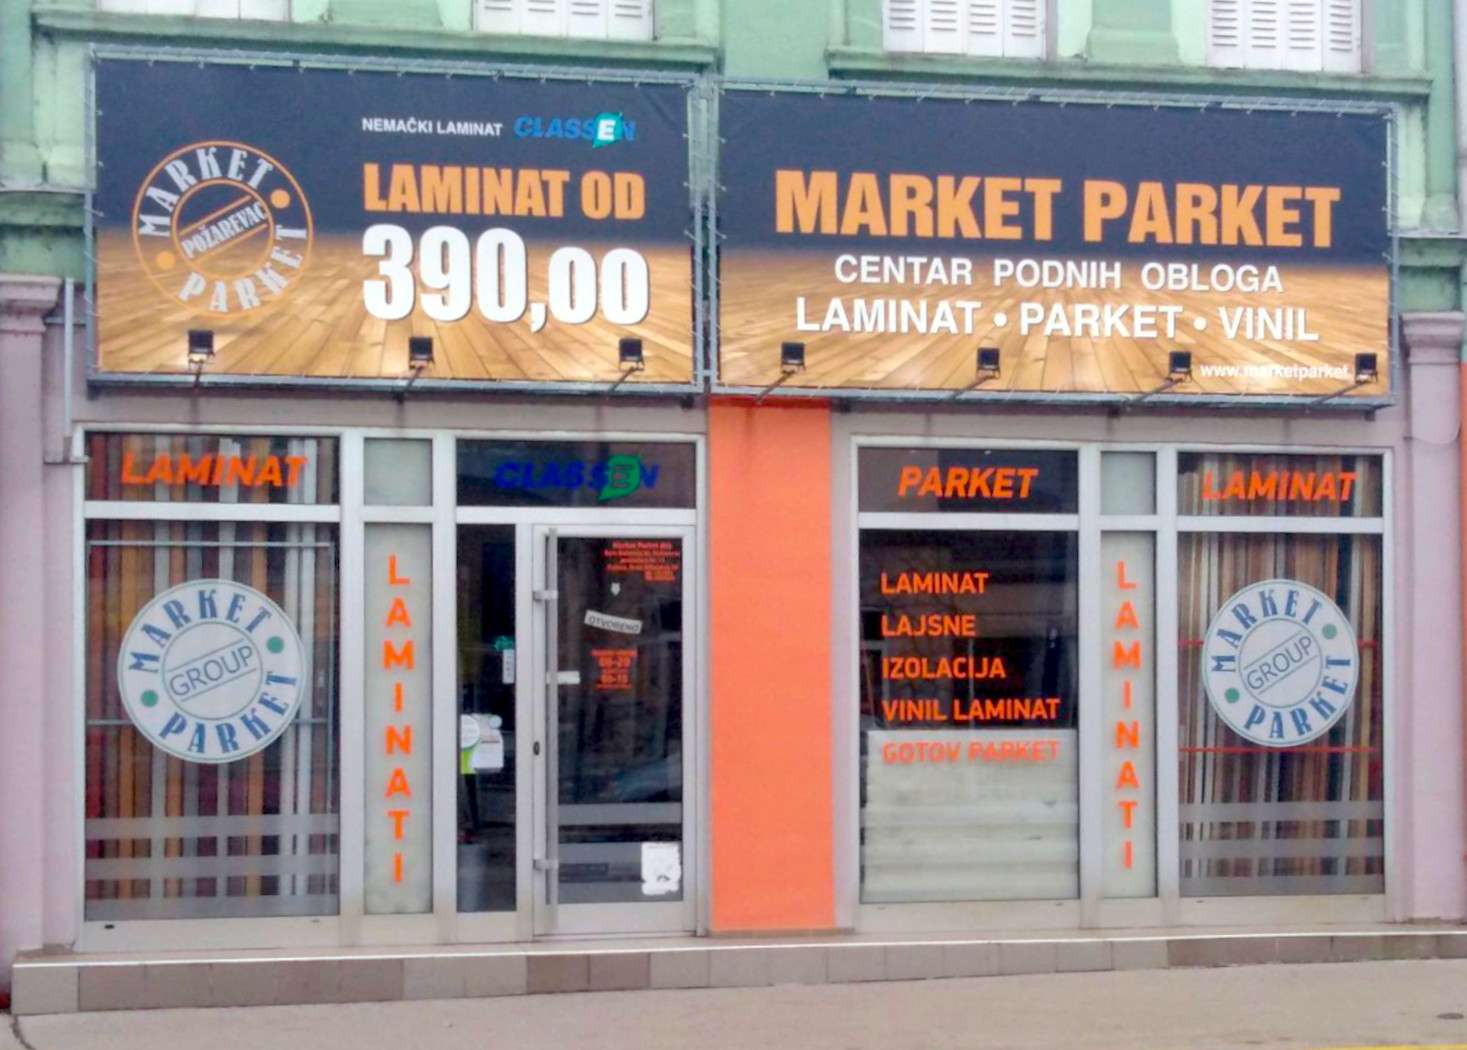 NEMAČKI LAMINAT CLASSEN
LAMINAT OD
390,00
MARKET
POŽAREVAC
PARKET
MARKET PARKET
CENTAR PODNIH OBLOGA
LAMINAT • PARKET • VINIL
www.marketparket.
LAMINAT
CLASSEN
PARKET
LAMINAT
MARKET
GROUP
PARKET
LAMINATI
OTVORENO
LAMINAT
LAJSNE
IZOLACIJA
VINIL LAMINAT
GOTOV PARKET
LAMINATI
MARKET
GROUP
PARKET